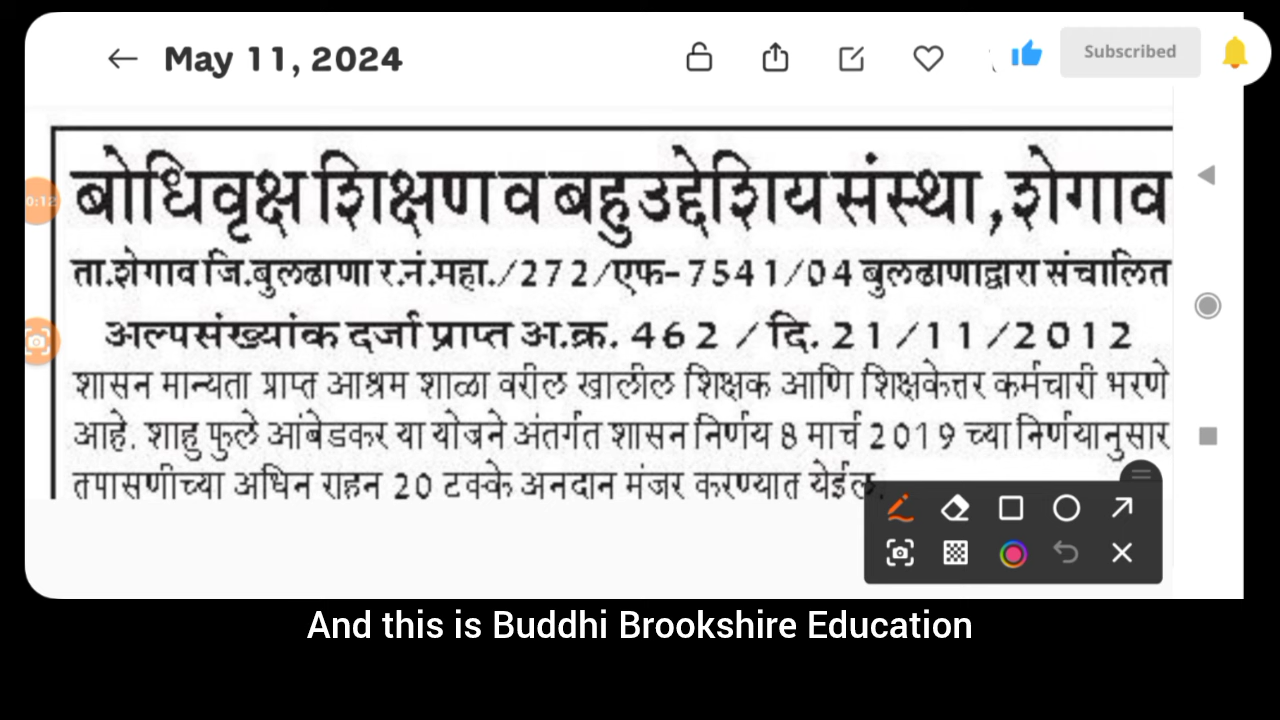 May 11, 2024
Subscribed
बोधिवृक्ष शिक्षण व बहुउद्देशिय संस्था, शेगाव
0:12
ता.शेगाव जि.बुलढाणा र.नं.महा./272/एफ-7541/04 बुलढाणाद्वारा संचालित
अल्पसंख्यांक दर्जा प्राप्त अ.क्र. 462 / दि. 21/11/2012
शासन मान्यता प्राप्त आश्रम शाळा वरील खालील शिक्षक आणि शिक्षकेत्तर कर्मचारी भरणे
आहे. शाहु फुले आंबेडकर या योजने अंतर्गत शासन निर्णय 8 मार्च 2019 च्या निर्णयानुसार
तपासणीच्या अधिन राहून 20 टक्के अनुदान मंजूर करण्यात येईल.
And this is Buddhi Brookshire Education